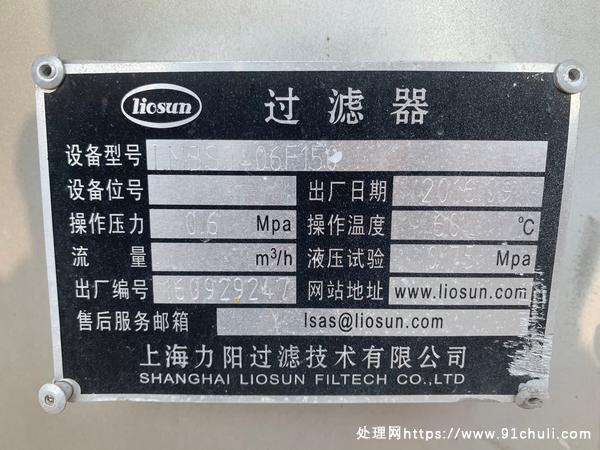 liosun 过滤器
设备型号
设备位号 出厂日期
操作压力 0.6 Mpa 操作温度 ℃
流量 m³/h 液压试验 Mpa
出厂编号 160929247 网站地址 www.liosun.com
售后服务邮箱 lsas@liosun.com
上海力阳过滤技术有限公司
SHANGHAI LIOSUN FILTECH CO.,LTD
处理网https://www.91chuli.com/